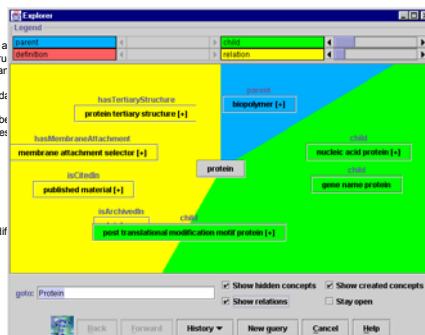 Explorer
Legend
parent
child
definition
relation
hasTertiaryStructure
protein tertiary structure [+]
parent
biopolymer [+]
hasMembraneAttachment
membrane attachment selector [+]
child
nucleic acid protein [+]
protein
isCitedIn
published material [+]
child
gene name protein
isArchivedIn
child
post translational modification motif protein [+]
goto: Protein
Show hidden concepts
Show created concepts
Show relations
Stay open
Back
Forward
History
New query
Cancel
Help